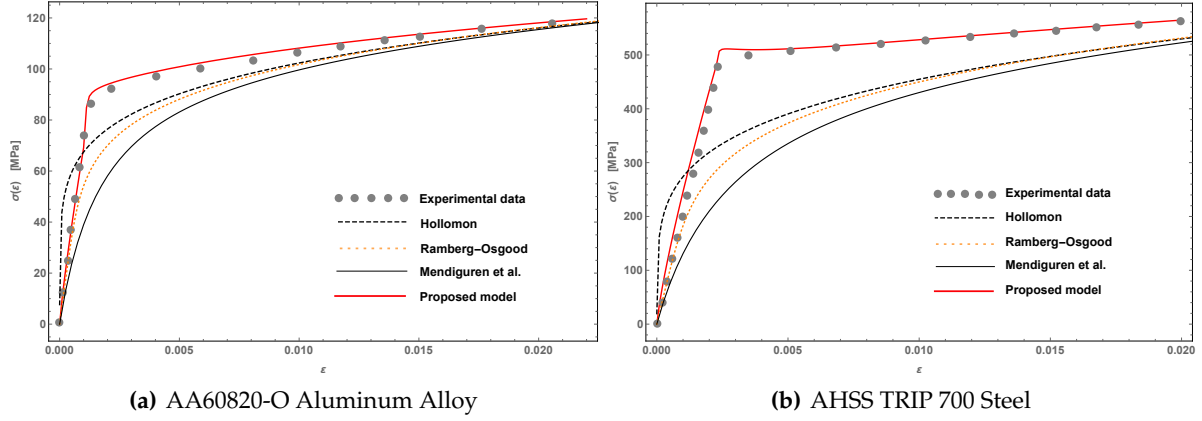 120
100
80
60
40
20
0
σ(ε) [MPa]
Experimental data
Hollomon
Ramberg-Osgood
Mendiguren et al.
Proposed model
0.000
0.005
0.010
0.015
0.020
ε
(a) AA60820-O Aluminum Alloy
500
400
300
200
100
0
σ(ε) [MPa]
Experimental data
Hollomon
Ramberg-Osgood
Mendiguren et al.
Proposed model
0.000
0.005
0.010
0.015
0.020
ε
(b) AHSS TRIP 700 Steel